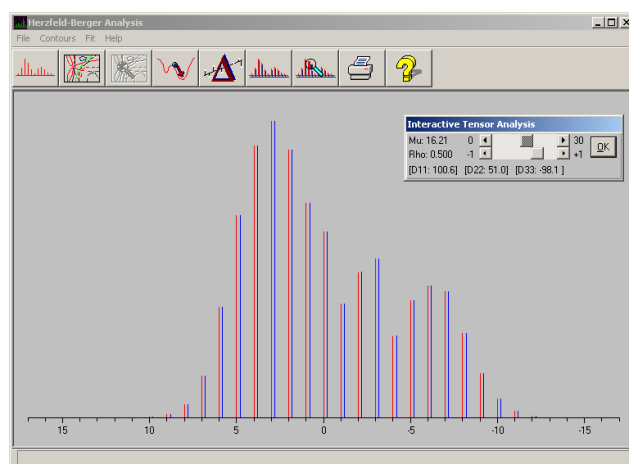 Herzfeld-Berger Analysis
File Contours Fit Help
Interactive Tensor Analysis
Mu: 16.21 0 30
Rho: 0.500 -1 +1
OK
[D11: 100.6] [D22: 51.0] [D33: -98.1 ]
15 10 5 0 -5 -10 -15